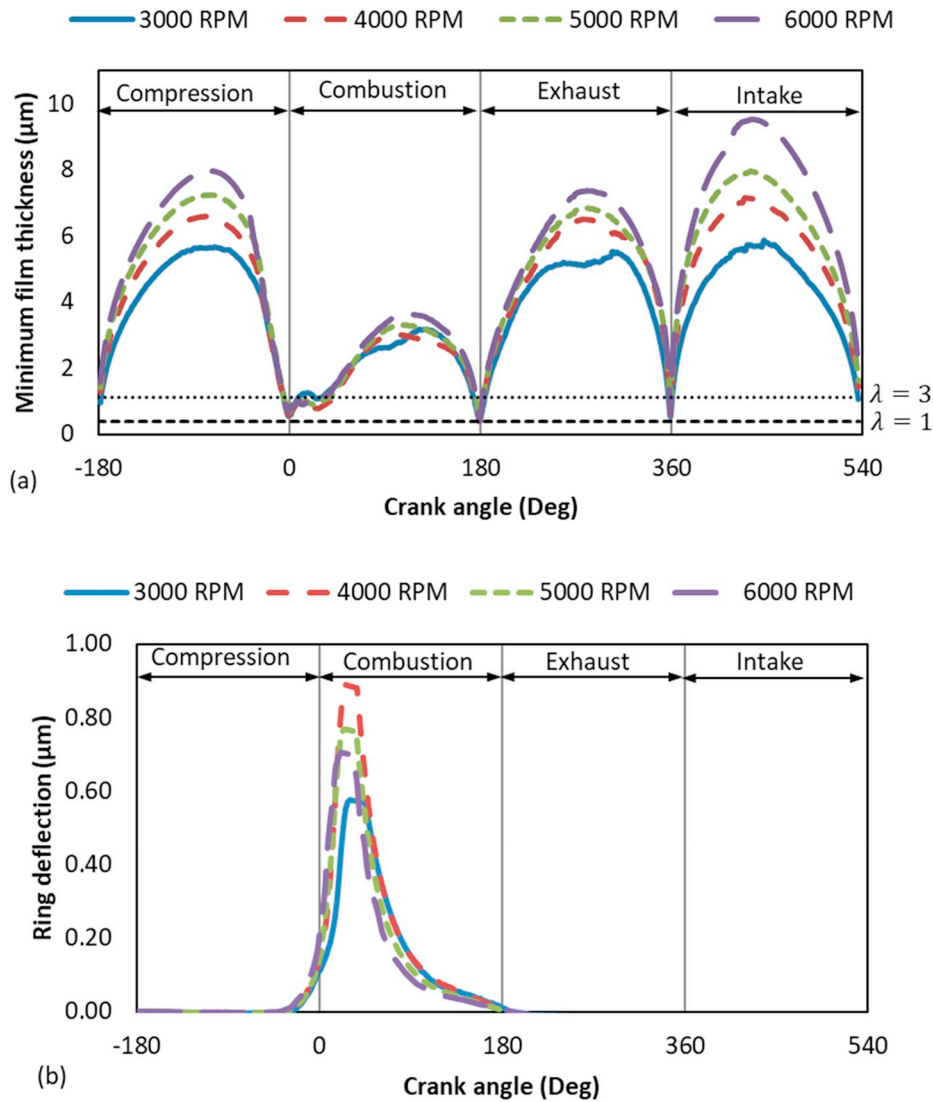 3000 RPM 4000 RPM 5000 RPM 6000 RPM
Compression Combustion Exhaust Intake
Minimum film thickness (µm)
10
8
6
4
2
0
λ = 3
λ = 1
-180 0 180 360 540
(a)
Crank angle (Deg)
3000 RPM 4000 RPM 5000 RPM 6000 RPM
Compression Combustion Exhaust Intake
Ring deflection (µm)
1.00
0.80
0.60
0.40
0.20
0.00
-180 0 180 360 540
(b)
Crank angle (Deg)